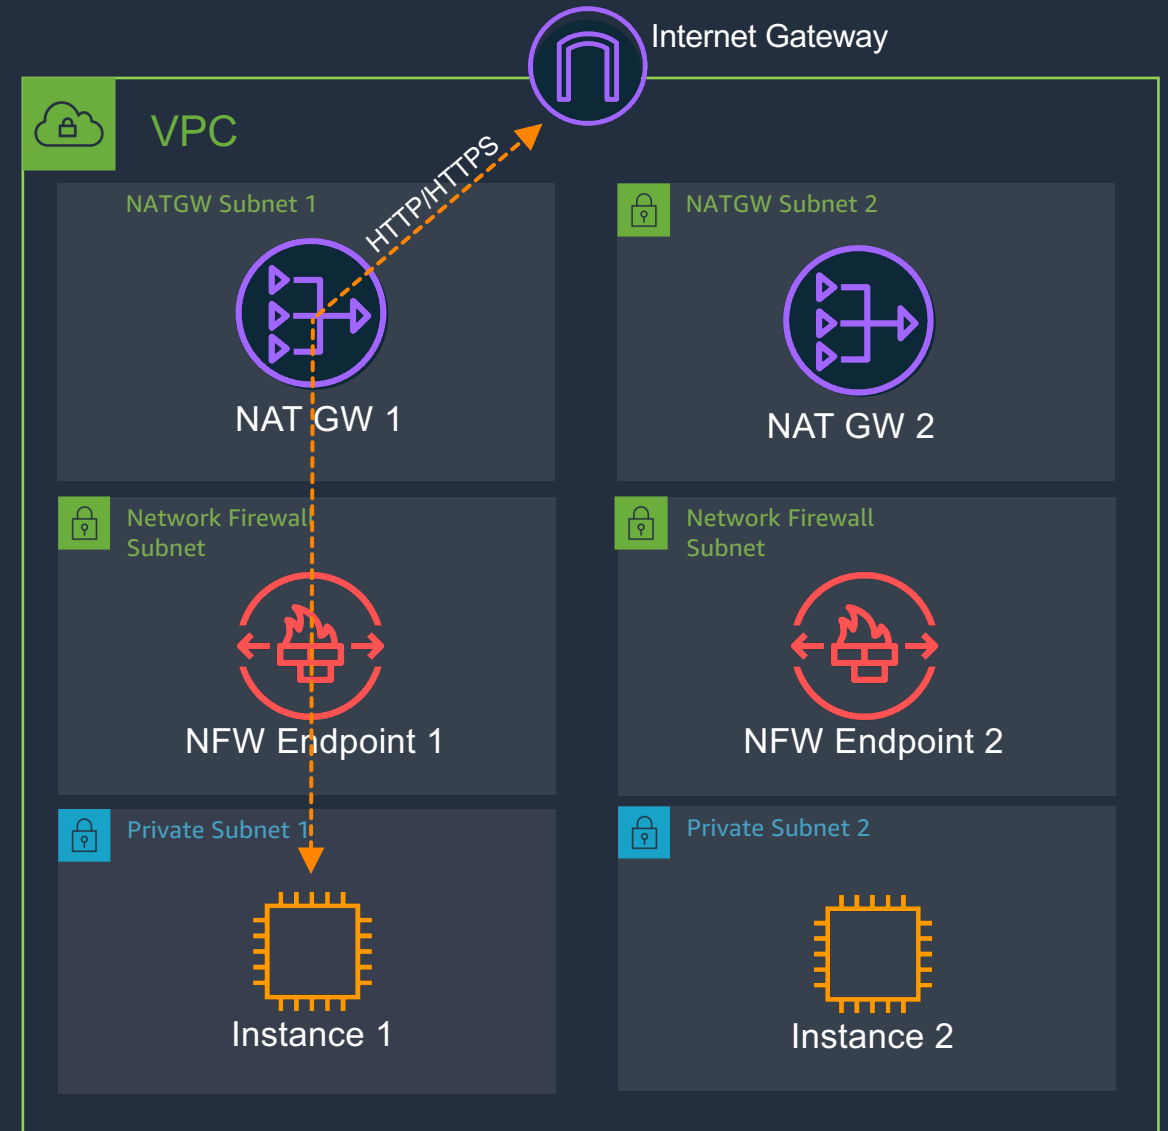 Internet Gateway
VPC
HTTP/HTTPS
NATGW Subnet 1
NATGW Subnet 2
NAT GW 1
NAT GW 2
Network Firewall
Subnet
Network Firewall
Subnet
NFW Endpoint 1
NFW Endpoint 2
Private Subnet 1
Private Subnet 2
Instance 1
Instance 2